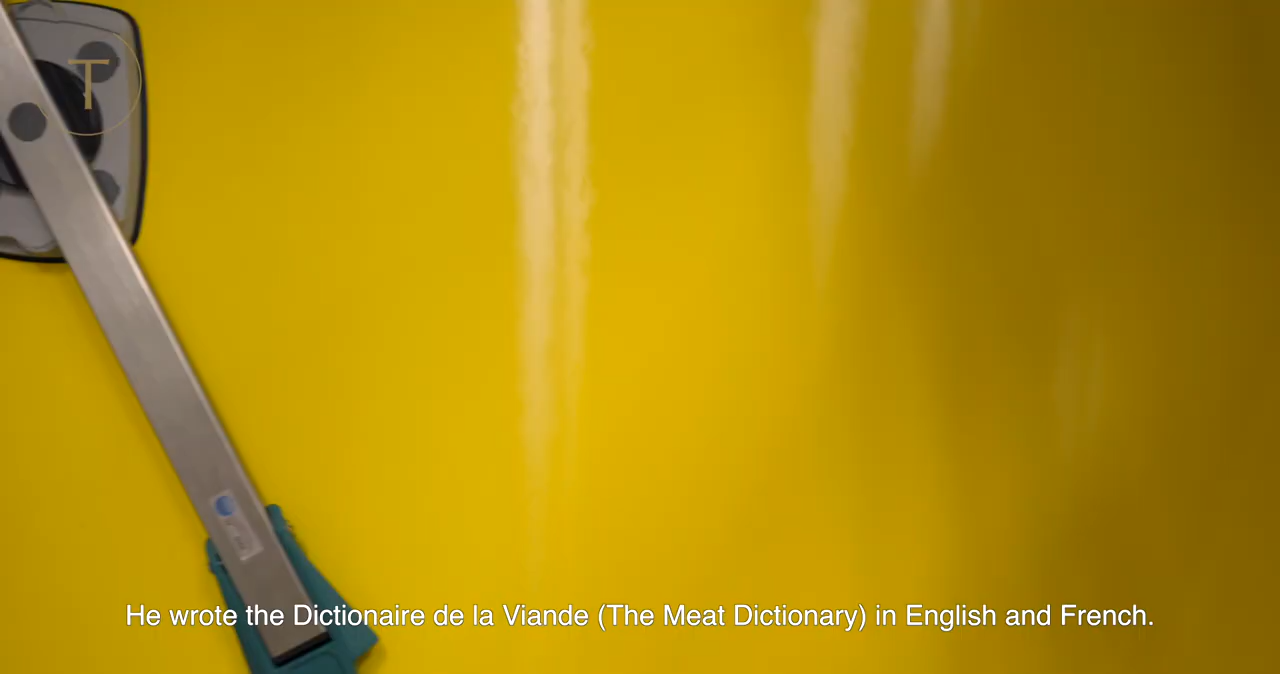 T
He wrote the Dictionaire de la Viande (The Meat Dictionary) in English and French.